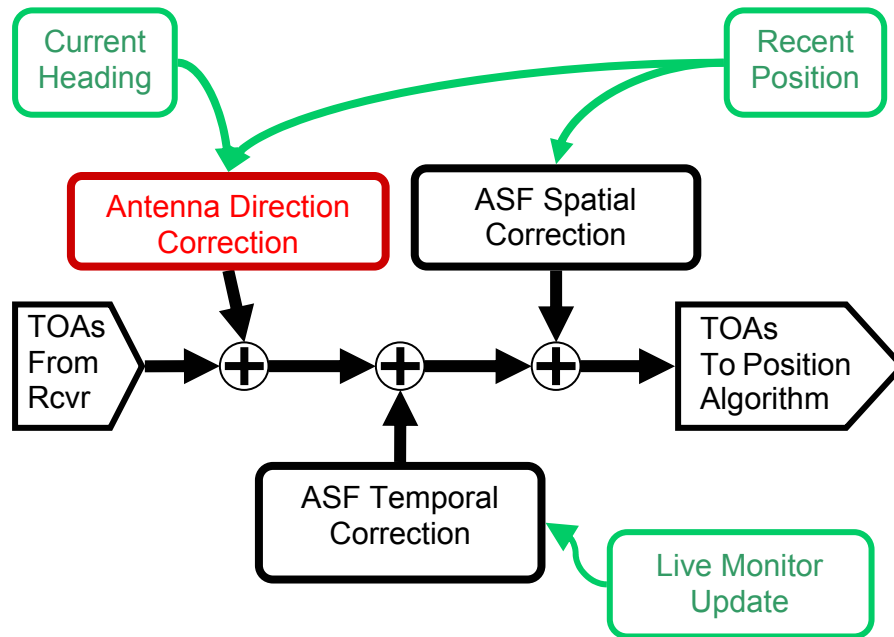 Current
Heading
Recent
Position
Antenna Direction
Correction
ASF Spatial
Correction
TOAs
From
Rcvr
TOAs
To Position
Algorithm
ASF Temporal
Correction
Live Monitor
Update